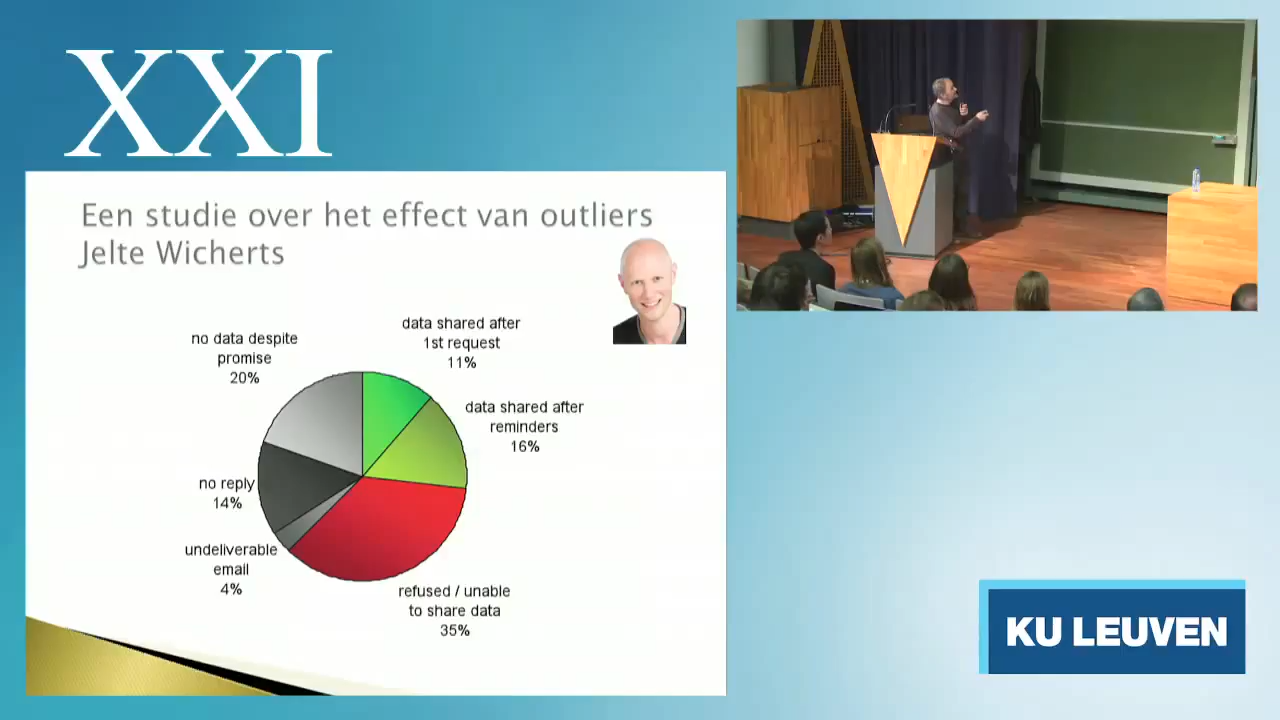 XXI
Een studie over het effect van outliers
Jelte Wicherts
no data despite
promise
20%
data shared after
1st request
11%
data shared after
reminders
16%
no reply
14%
undeliverable
email
4%
refused / unable
to share data
35%
KU LEUVEN